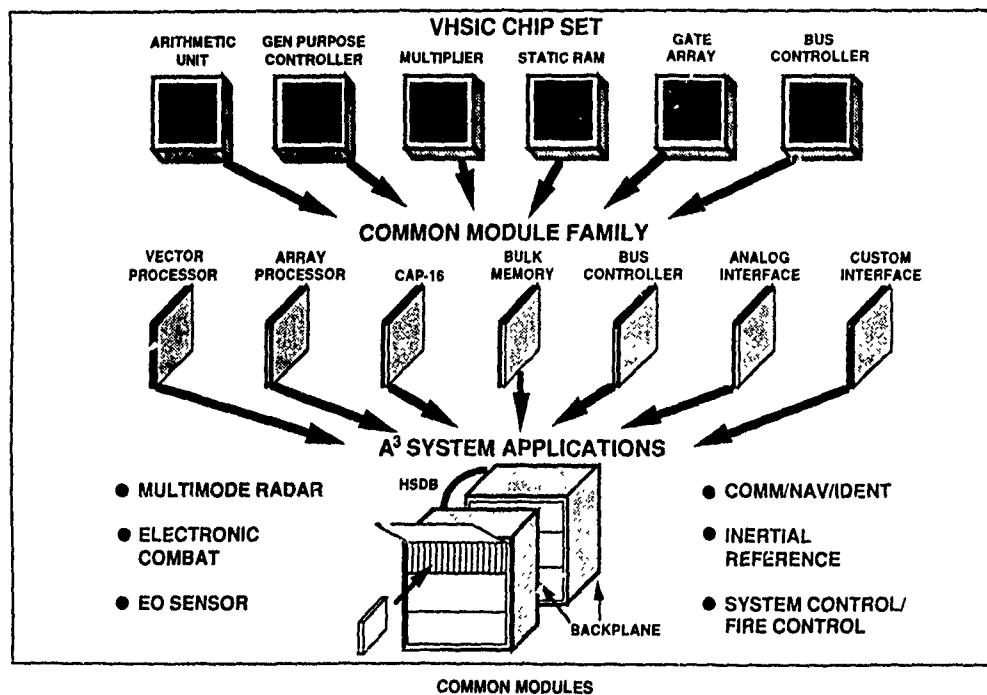 VHSIC CHIP SET
ARITHMETIC
UNIT
GEN PURPOSE
CONTROLLER
MULTIPLIER
STATIC RAM
GATE
ARRAY
BUS
CONTROLLER
COMMON MODULE FAMILY
VECTOR
PROCESSOR
ARRAY
PROCESSOR
CAP-16
BULK
MEMORY
BUS
CONTROLLER
ANALOG
INTERFACE
CUSTOM
INTERFACE
A³ SYSTEM APPLICATIONS
● MULTIMODE RADAR
● ELECTRONIC
COMBAT
● EO SENSOR
HSDB
BACKPLANE
● COMM/NAV/IDENT
● INERTIAL
REFERENCE
● SYSTEM CONTROL/
FIRE CONTROL
COMMON MODULES